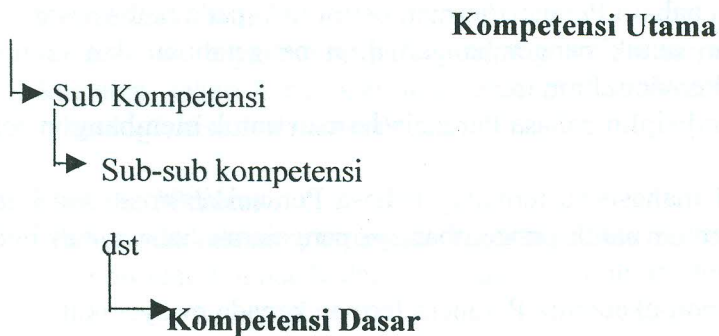 Kompetensi Utama
Sub Kompetensi
Sub-sub kompetensi
dst
Kompetensi Dasar